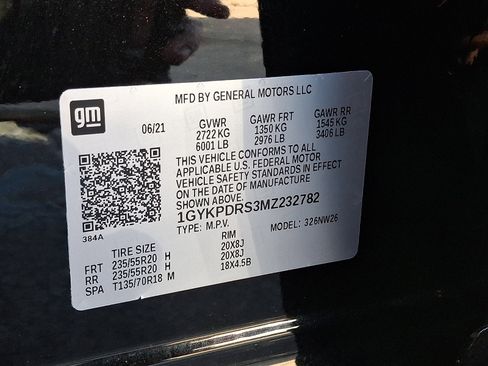 MFD BY GENERAL MOTORS LLC
gm
06/21
GVWR GAWR FRT GAWR RR
2722 KG 1350 KG 1545 KG
6001 LB 2976 LB 3406 LB
THIS VEHICLE CONFORMS TO ALL
APPLICABLE U.S. FEDERAL MOTOR
VEHICLE SAFETY STANDARDS IN EFFECT
ON THE DATE OF MANUFACTURE
SHOWN ABOVE.
1GYKPDRS3MZ232782
TYPE: M.P.V. MODEL: 326NW26
384A
TIRE SIZE RIM
FRT 235/55R20 H 20X8J
RR 235/55R20 H 20X8J
SPA T135/70R18 M 18X4.5B